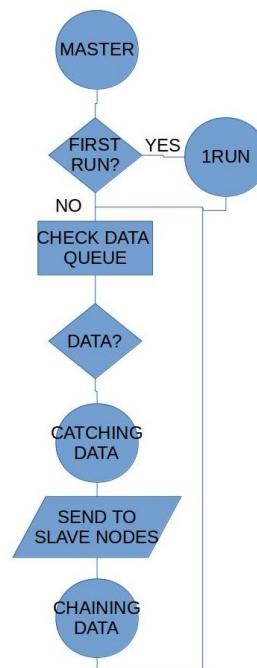 MASTER
FIRST
RUN?
YES
1RUN
NO
CHECK DATA
QUEUE
DATA?
CATCHING
DATA
SEND TO
SLAVE NODES
CHAINING
DATA